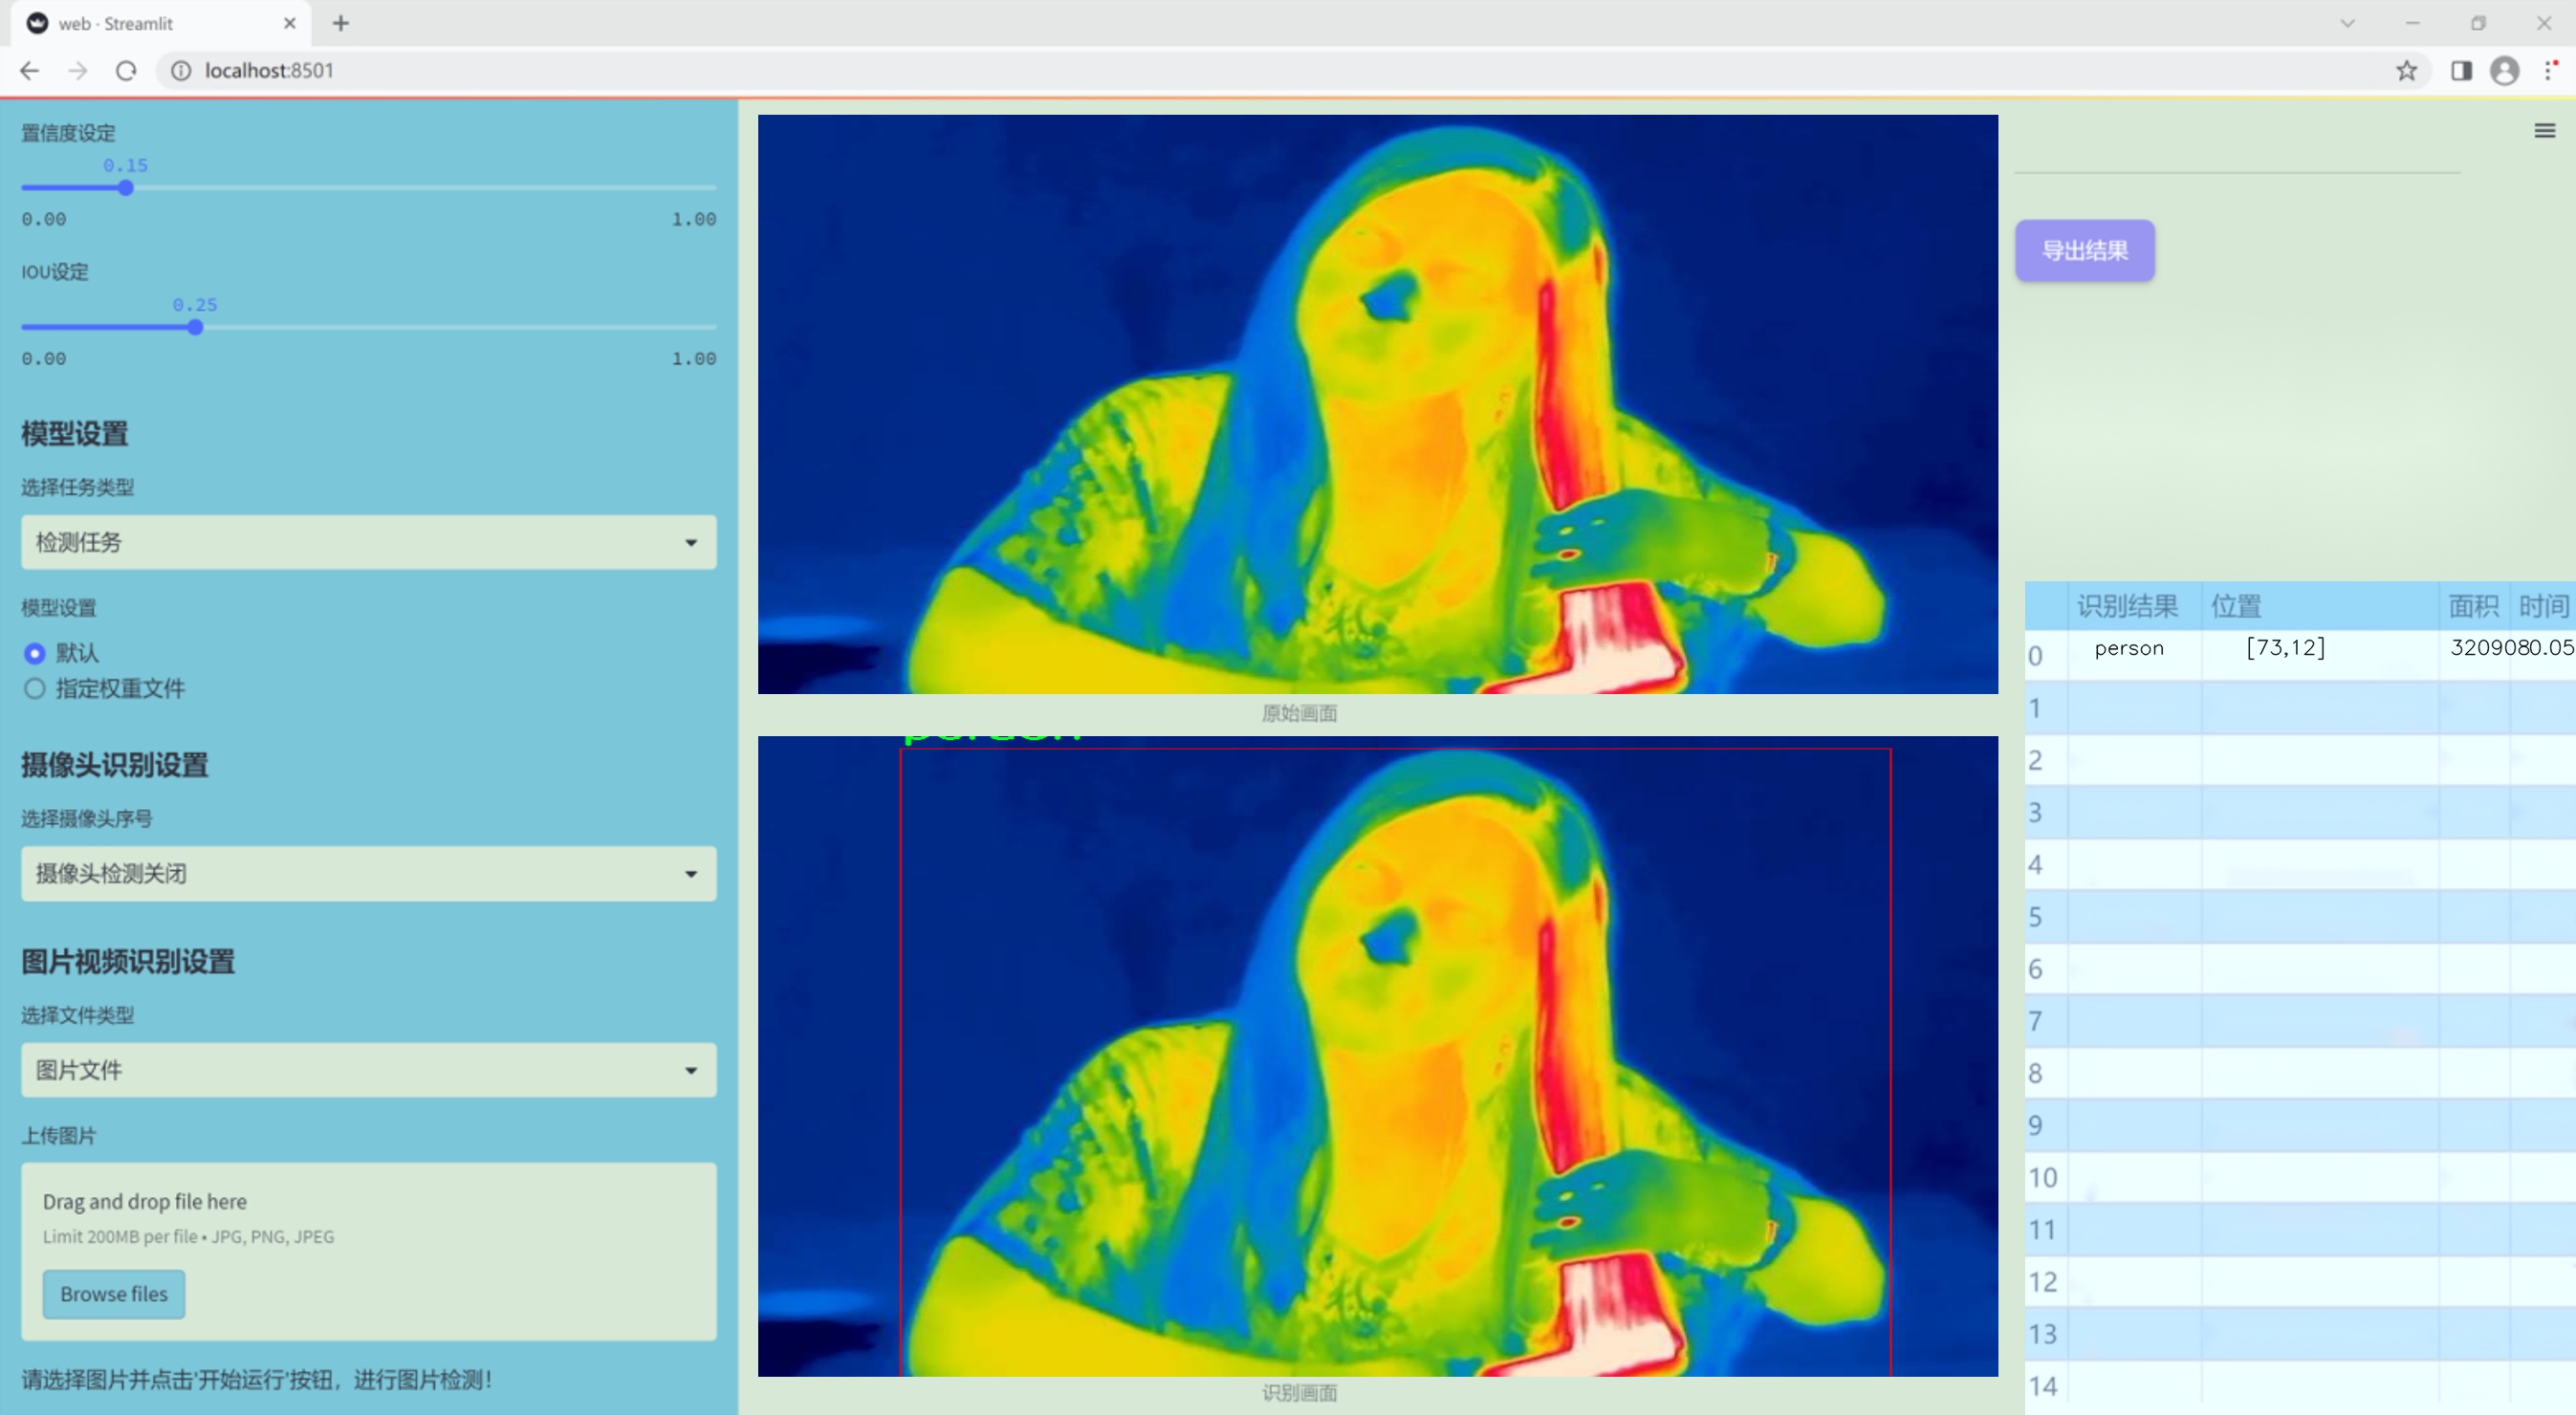 web · Streamlit
localhost:8501
置信度设定
0.15
0.00 1.00
IOU设定
0.25
0.00 1.00
模型设置
选择任务类型
检测任务
模型设置
默认
指定权重文件
摄像头识别设置
选择摄像头序号
摄像头检测关闭
图片视频识别设置
选择文件类型
图片文件
上传图片
Drag and drop file here
Limit 200MB per file • JPG, PNG, JPEG
Browse files
请选择图片并点击'开始运行'按钮，进行图片检测！
原始画面
person
识别画面
导出结果
识别结果 位置 面积 时间
0 person [73,12] 3209080.05
1
2
3
4
5
6
7
8
9
10
11
12
13
14